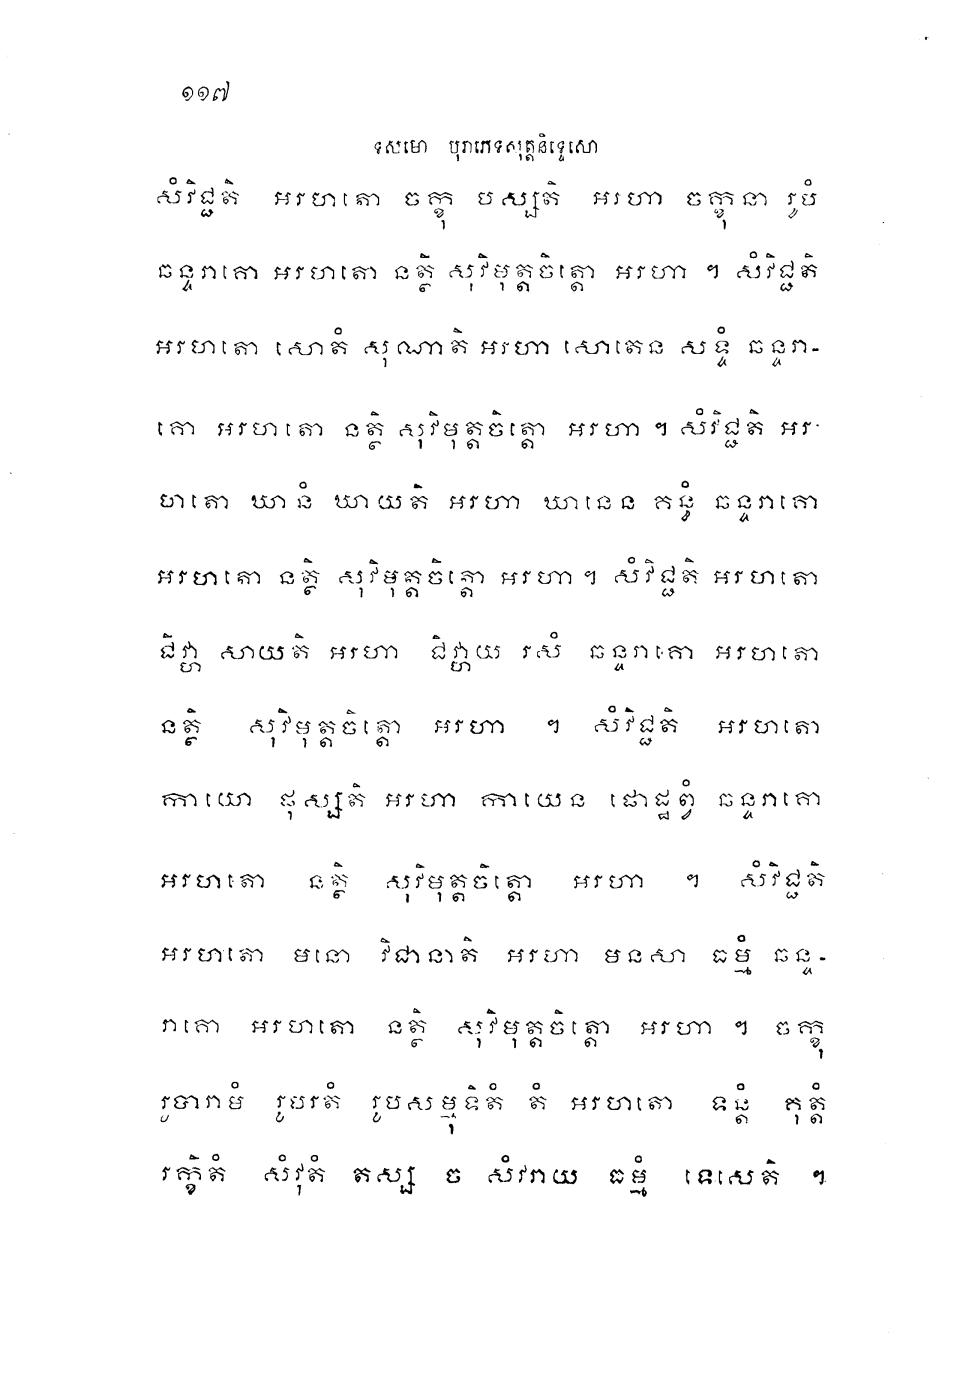 ១១៧
ទសមោ បុរាភេទសុត្តនិទ្ទេសោ
សំវិជ្ជតិ អរហតោ ចក្ខុ បស្សតិ អរហា ចក្ខុនា រូបំ
ឆន្ទរាគោ អរហតោ នត្ថិ សុវិមុត្តចិត្តោ អរហា ។ សំវិជ្ជតិ
អរហតោ សោតំ សុណាតិ អរហា សោតេន សទ្ទំ ឆន្ទរា-
គោ អរហតោ នត្ថិ សុវិមុត្តចិត្តោ អរហា ។ សំវិជ្ជតិ អរ-
ហតោ ឃានំ ឃាយតិ អរហា ឃានេន គន្ធំ ឆន្ទរាគោ
អរហតោ នត្ថិ សុវិមុត្តចិត្តោ អរហា ។ សំវិជ្ជតិ អរហតោ
ជិវ្ហា សាយតិ អរហា ជិវ្ហាយ រសំ ឆន្ទរាគោ អរហតោ
នត្ថិ សុវិមុត្តចិត្តោ អរហា ។ សំវិជ្ជតិ អរហតោ
កាយោ ផុស្សតិ អរហា កាយេន ផោដ្ឋព្វំ ឆន្ទរាគោ
អរហតោ នត្ថិ សុវិមុត្តចិត្តោ អរហា ។ សំវិជ្ជតិ
អរហតោ មនោ វិជានាតិ អរហា មនសា ធម្មំ ឆន្ទ-
រាគោ អរហតោ នត្ថិ សុវិមុត្តចិត្តោ អរហា ។ ចក្ខុ
រូបារាមំ រូបរតំ រូបសម្មុទិតំ តំ អរហតោ ទន្តំ គុត្តំ
រក្ខិតំ សំវុតំ តស្ស ច សំវរាយ ធម្មំ ទេសេតិ ។